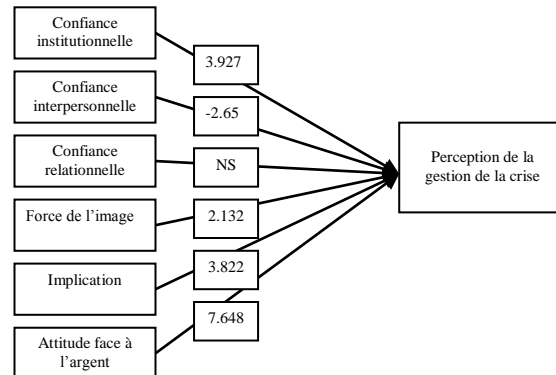 Confiance
institutionnelle
3.927
Confiance
interpersonnelle
-2.65
Confiance
relationnelle
NS
Force de l’image
2.132
Implication
3.822
Attitude face à
l’argent
7.648
Perception de la
gestion de la crise